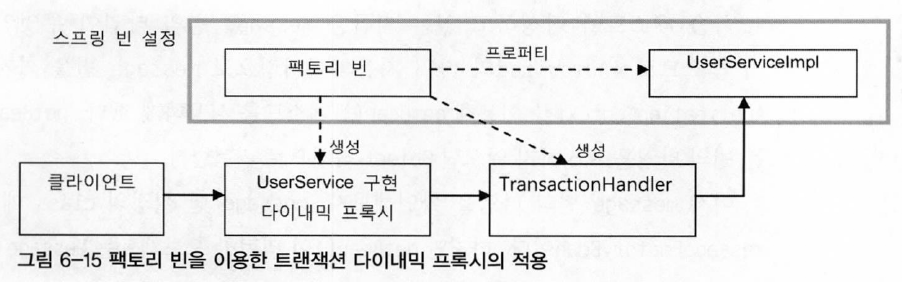 스프링 빈 설정
팩토리 빈
프로퍼티
UserServiceImpl
생성
생성
클라이언트
UserService 구현
다이내믹 프록시
TransactionHandler
그림 6–15 팩토리 빈을 이용한 트랜잭션 다이내믹 프록시의 적용